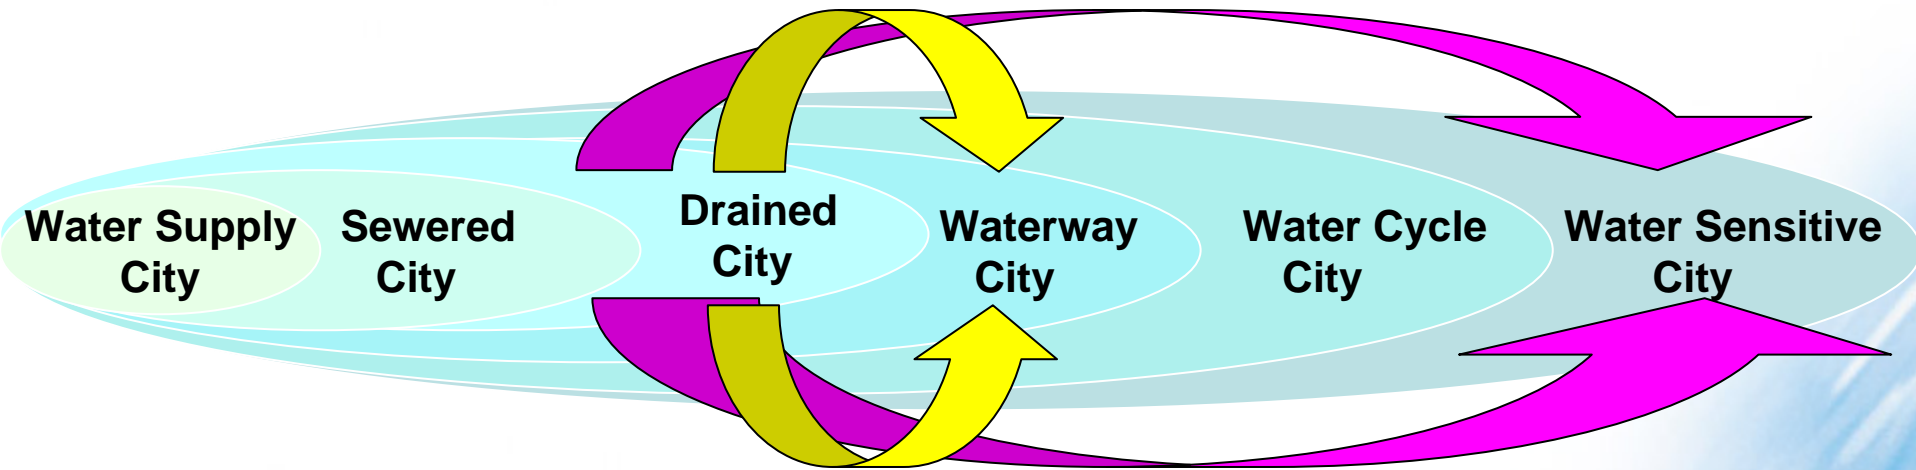 Water Supply
City
Sewered
City
Drained
City
Waterway
City
Water Cycle
City
Water Sensitive
City